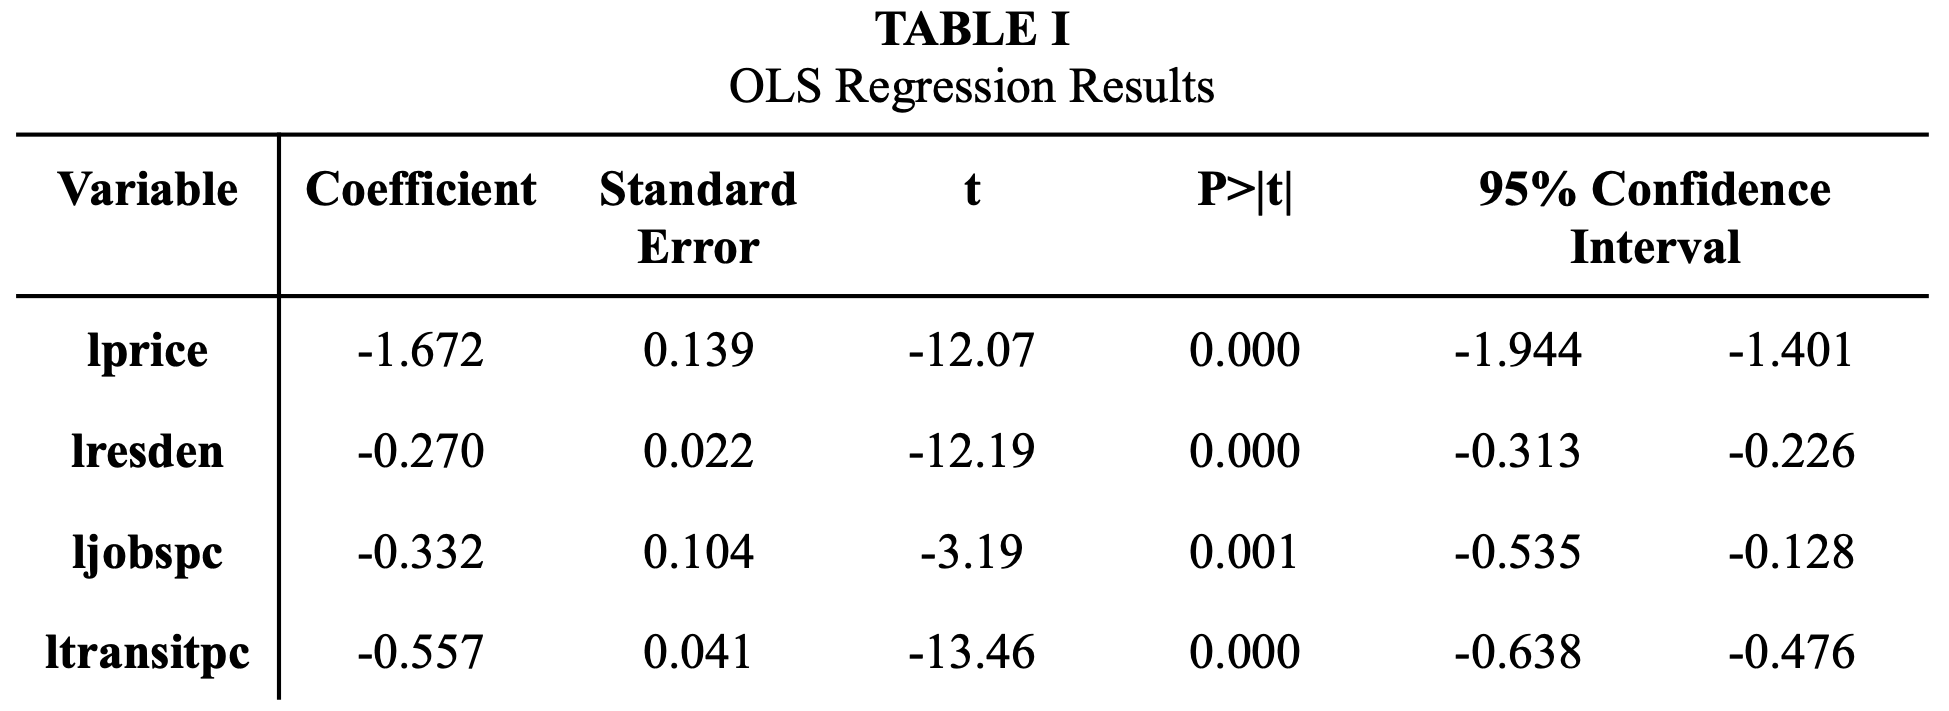 TABLE I
OLS Regression Results
Variable Coefficient Standard Error t P>|t| 95% Confidence Interval
lprice -1.672 0.139 -12.07 0.000 -1.944 -1.401
lresden -0.270 0.022 -12.19 0.000 -0.313 -0.226
ljobspc -0.332 0.104 -3.19 0.001 -0.535 -0.128
ltransitpc -0.557 0.041 -13.46 0.000 -0.638 -0.476